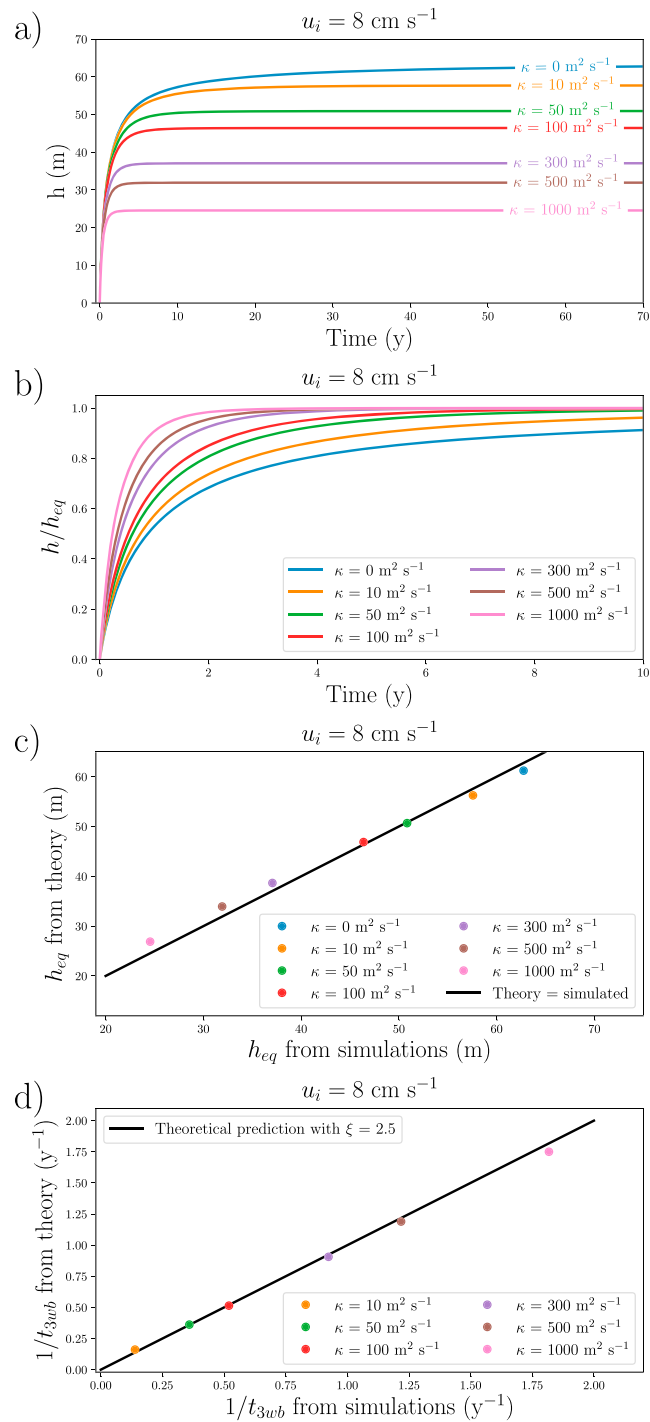 a)
u_i = 8 cm s⁻¹
70
60
50
40
30
20
10
0
h (m)
κ = 0 m² s⁻¹
κ = 10 m² s⁻¹
κ = 50 m² s⁻¹
κ = 100 m² s⁻¹
κ = 300 m² s⁻¹
κ = 500 m² s⁻¹
κ = 1000 m² s⁻¹
0 10 20 30 40 50 60 70
Time (y)
b)
u_i = 8 cm s⁻¹
1.0
0.8
0.6
0.4
0.2
0.0
h/h_eq
κ = 0 m² s⁻¹
κ = 10 m² s⁻¹
κ = 50 m² s⁻¹
κ = 100 m² s⁻¹
κ = 300 m² s⁻¹
κ = 500 m² s⁻¹
κ = 1000 m² s⁻¹
0 2 4 6 8 10
Time (y)
c)
u_i = 8 cm s⁻¹
60
50
40
30
20
h_eq from theory (m)
κ = 0 m² s⁻¹
κ = 10 m² s⁻¹
κ = 50 m² s⁻¹
κ = 100 m² s⁻¹
κ = 300 m² s⁻¹
κ = 500 m² s⁻¹
κ = 1000 m² s⁻¹
Theory = simulated
20 30 40 50 60 70
h_eq from simulations (m)
d)
u_i = 8 cm s⁻¹
2.00
1.75
1.50
1.25
1.00
0.75
0.50
0.25
0.00
1/t_3wb from theory (y⁻¹)
Theoretical prediction with ξ = 2.5
κ = 10 m² s⁻¹
κ = 50 m² s⁻¹
κ = 100 m² s⁻¹
κ = 300 m² s⁻¹
κ = 500 m² s⁻¹
κ = 1000 m² s⁻¹
0.00 0.25 0.50 0.75 1.00 1.25 1.50 1.75 2.00
1/t_3wb from simulations (y⁻¹)